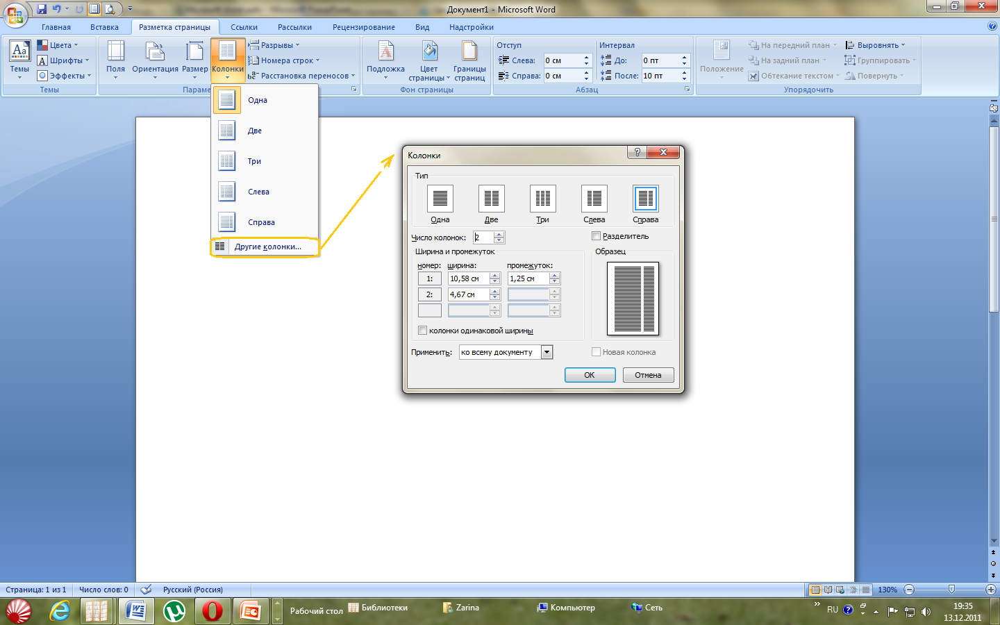 Документ1 - Microsoft Word
Главная Вставка Разметка страницы Ссылки Рассылки Рецензирование Вид Надстройки
Aa Темы
Цвета
A Шрифты
Эффекты
Темы
Поля Ориентация Размер Колонки
Разрывы
Номера строк
Расстановка переносов
Параме
Подложка Цвет страницы Границы страниц
Фон страницы
Отступ
Слева: 0 см
Справа: 0 см
Интервал
До: 0 пт
После: 10 пт
Абзац
Положение
На передний план
На задний план
Обтекание текстом
Выровнять
Группировать
Повернуть
Упорядочить
Одна
Две
Три
Слева
Справа
Другие колонки...
Колонки
Тип
Одна Две Три Слева Справа
Число колонок: 2
Разделитель
Ширина и промежуток
номер: ширина: промежуток:
1: 10,58 см 1,25 см
2: 4,67 см
колонки одинаковой ширины
Образец
Применить: ко всему документу
Новая колонка
ОК Отмена
Страница: 1 из 1 Число слов: 0 Русский (Россия)
130%
Рабочий стол Библиотеки Zarina Компьютер Сеть
RU
19:35
13.12.2011